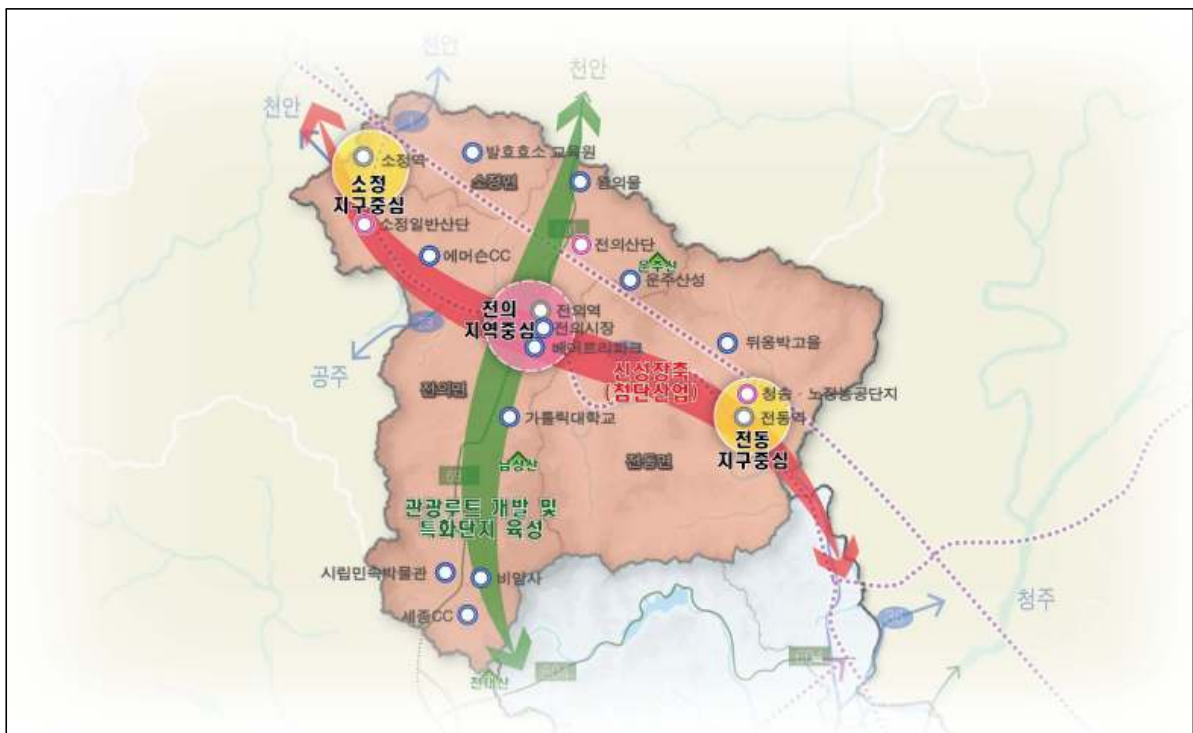 천안
천안
천안
소정역
소정
지구중심
발효효소 교육원
소정면
왕의물
소정일반산단
전의산단
에머슨CC
운주산
운주산성
전의
지역중심
전의역
전의시장
베어트리파크
뒤웅박고을
공주
전의면
신성장축
(첨단산업)
청송 · 노장농공단지
전동역
가톨릭대학교
전동
지구중심
전동면
관광루트 개발 및
특화단지 육성
시립민속박물관
비암사
세종CC
청주